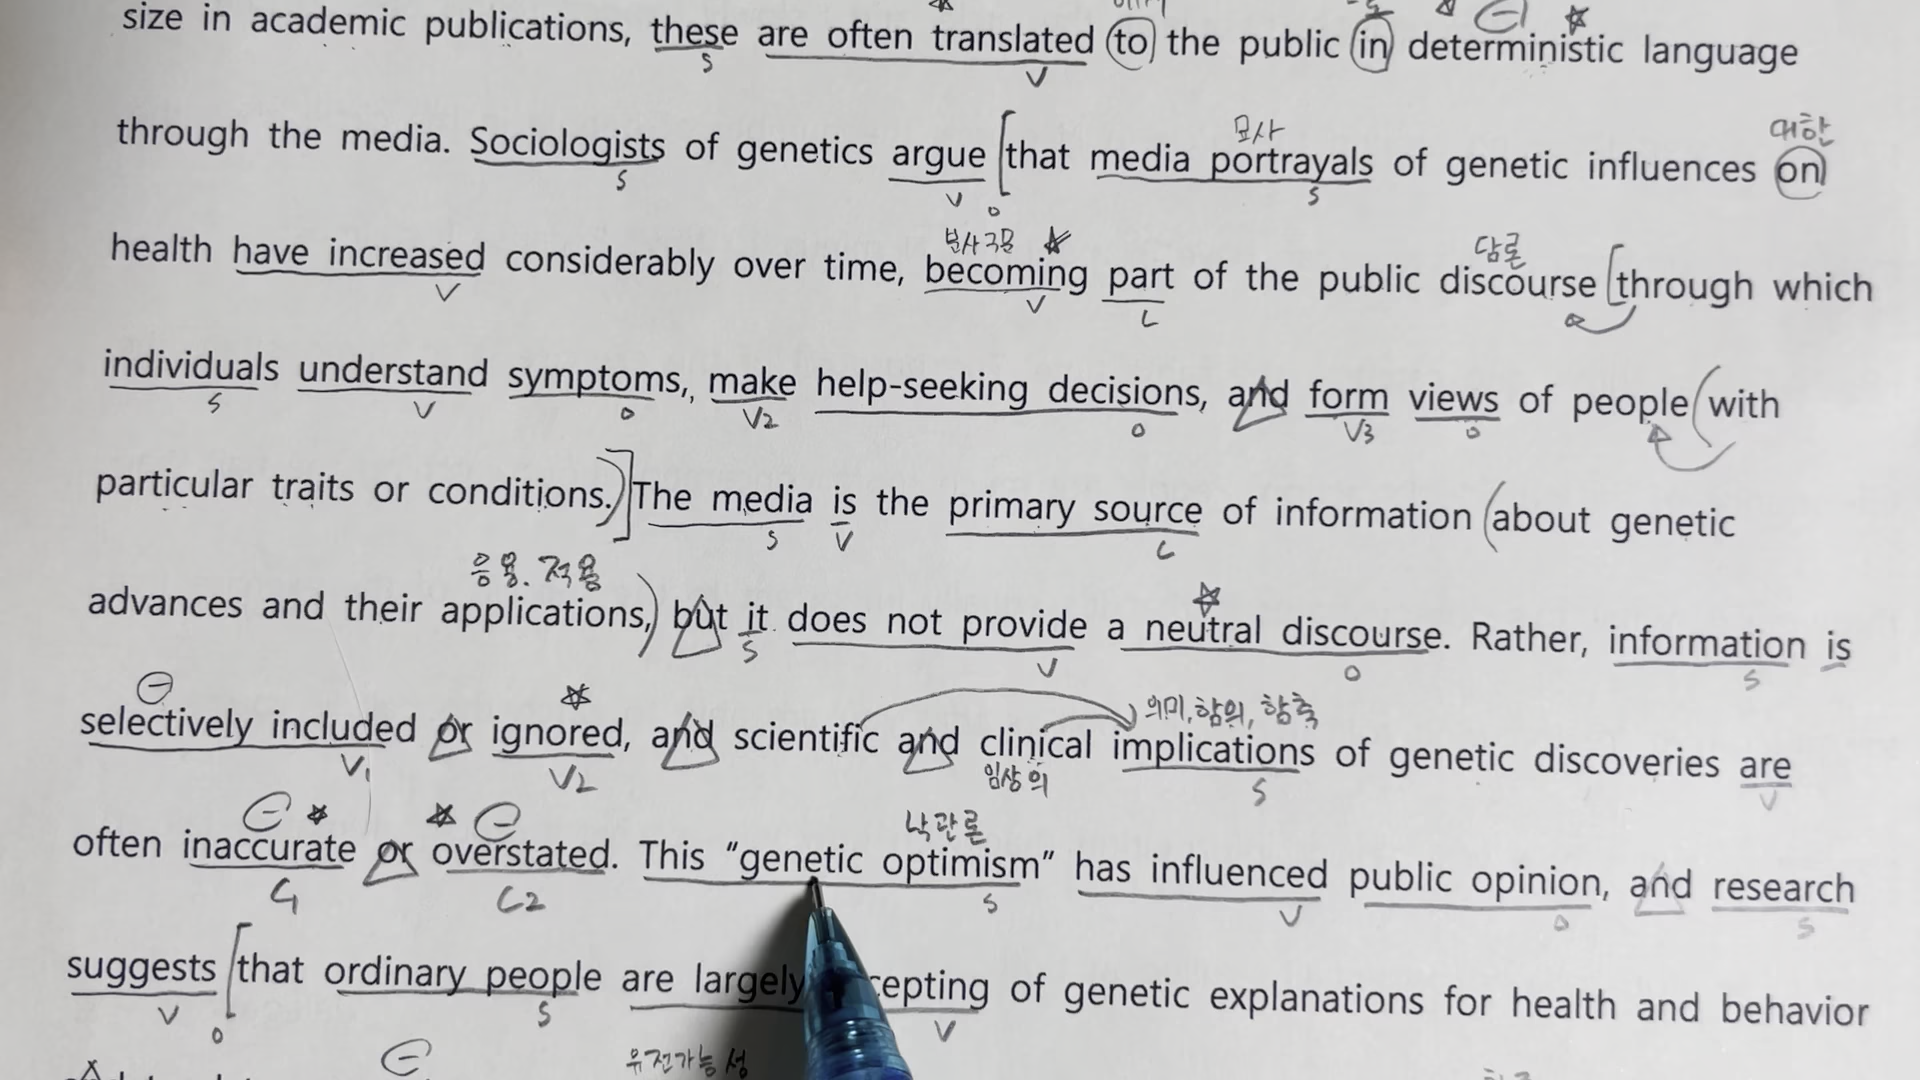 size in academic publications, these are often translated to the public in deterministic language
S V
through the media. Sociologists of genetics argue [that media portrayals of genetic influences on
묘사 대한
S V O S
health have increased considerably over time, becoming part of the public discourse [through which
분사구문 담론
V V C
individuals understand symptoms, make help-seeking decisions, and form views of people (with
S V O V2 O V3 O
particular traits or conditions.)] The media is the primary source of information (about genetic
S V C
응용. 적용
advances and their applications,) but it does not provide a neutral discourse. Rather, information is
S V O S
selectively included or ignored, and scientific and clinical implications of genetic discoveries are
의미, 함의, 함축
V1 V2 임상의 S V
낙관론
often inaccurate or overstated. This "genetic optimism" has influenced public opinion, and research
C1 C2 S V O S
suggests [that ordinary people are largely cepting of genetic explanations for health and behavior
V O S V
유전가능성